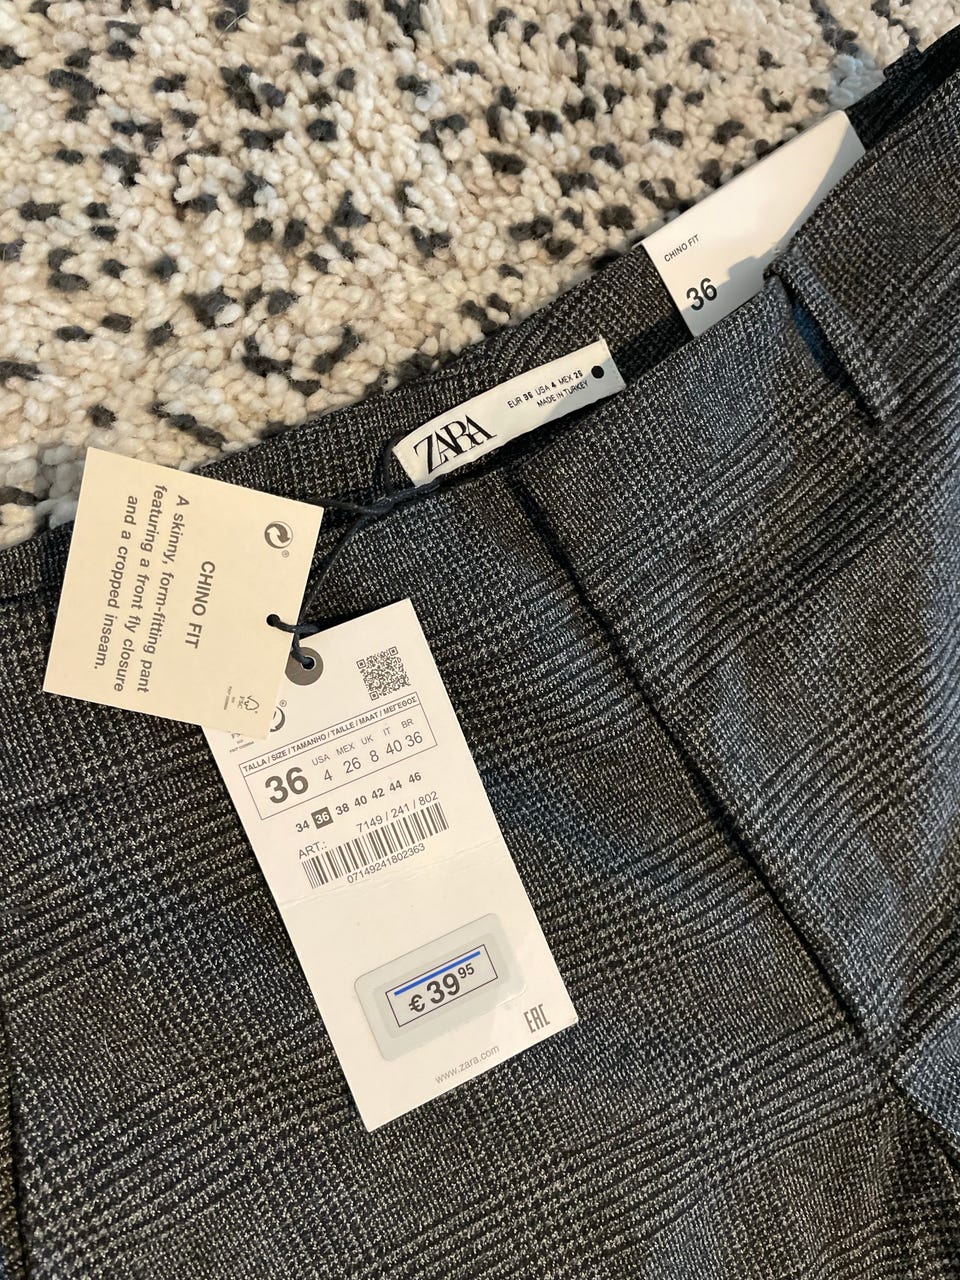 CHINO FIT
36
ZARA
EUR 36 USA 4 MEX 26
MADE IN TURKEY
CHINO FIT
A skinny, form-fitting pant
featuring a front fly closure
and a cropped inseam.
FSC
TALLA / SIZE / TAMANHO / TAILLE / MAAT / ΜΕΓΕΘΟΣ
36
USA MEX UK IT BR
4 26 8 40 36
34 36 38 40 42 44 46
ART.: 7149 / 241 / 802
07149241802363
€ 39 95
EAC
www.zara.com